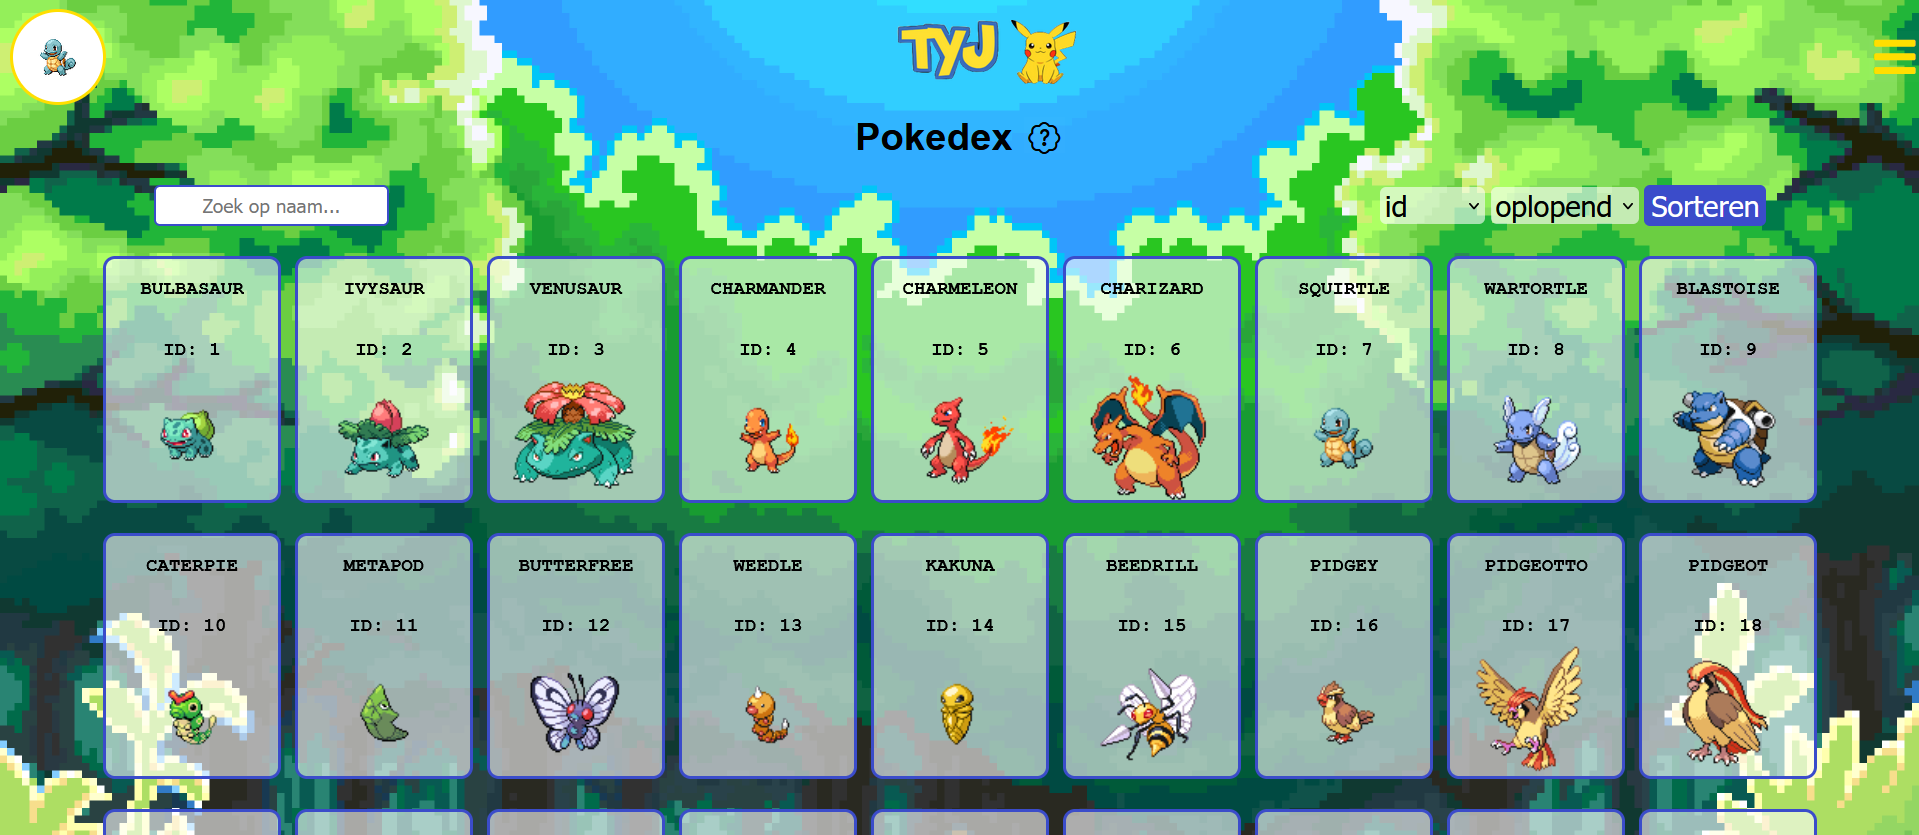 TYJ
Pokedex ?
Zoek op naam...
id oplopend Sorteren
BULBASAUR IVYSAUR VENUSAUR CHARMANDER CHARMELEON CHARIZARD SQUIRTLE WARTORTLE BLASTOISE
ID: 1 ID: 2 ID: 3 ID: 4 ID: 5 ID: 6 ID: 7 ID: 8 ID: 9
CATERPIE METAPOD BUTTERFREE WEEDLE KAKUNA BEEDRILL PIDGEY PIDGEOTTO PIDGEOT
ID: 10 ID: 11 ID: 12 ID: 13 ID: 14 ID: 15 ID: 16 ID: 17 ID: 18